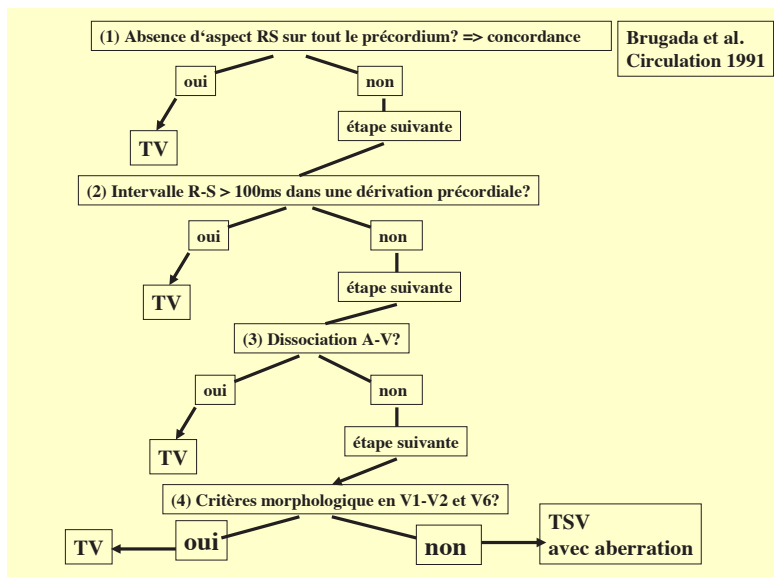 (1) Absence d‘aspect RS sur tout le précordium? => concordance
Brugada et al.
Circulation 1991
oui
non
TV
étape suivante
(2) Intervalle R-S > 100ms dans une dérivation précordiale?
oui
non
TV
étape suivante
(3) Dissociation A-V?
oui
non
TV
étape suivante
(4) Critères morphologique en V1-V2 et V6?
TV
oui
non
TSV
avec aberration